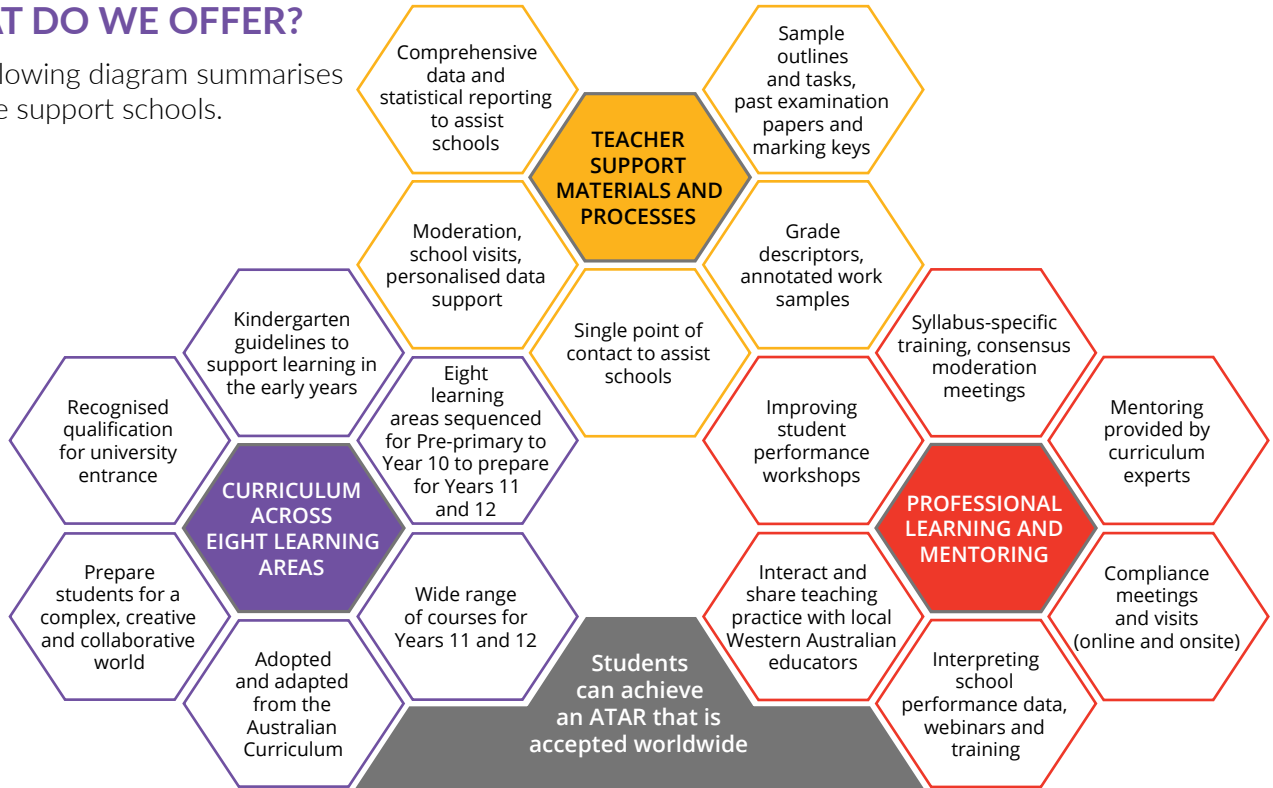 AT DO WE OFFER?
lowing diagram summarises
e support schools.
Comprehensive
data and
statistical reporting
to assist
schools
Sample
outlines
and tasks,
past examination
papers and
marking keys
TEACHER
SUPPORT
MATERIALS AND
PROCESSES
Moderation,
school visits,
personalised data
support
Grade
descriptors,
annotated work
samples
Single point of
contact to assist
schools
Kindergarten
guidelines to
support learning in
the early years
Recognised
qualification
for university
entrance
Eight
learning
areas sequenced
for Pre-primary to
Year 10 to prepare
for Years 11
and 12
CURRICULUM
ACROSS
EIGHT LEARNING
AREAS
Prepare
students for a
complex, creative
and collaborative
world
Wide range
of courses for
Years 11 and 12
Adopted
and adapted
from the
Australian
Curriculum
Syllabus-specific
training, consensus
moderation
meetings
Improving
student
performance
workshops
Mentoring
provided by
curriculum
experts
PROFESSIONAL
LEARNING AND
MENTORING
Interact and
share teaching
practice with local
Western Australian
educators
Compliance
meetings
and visits
(online and onsite)
Interpreting
school
performance data,
webinars and
training
Students
can achieve
an ATAR that is
accepted worldwide